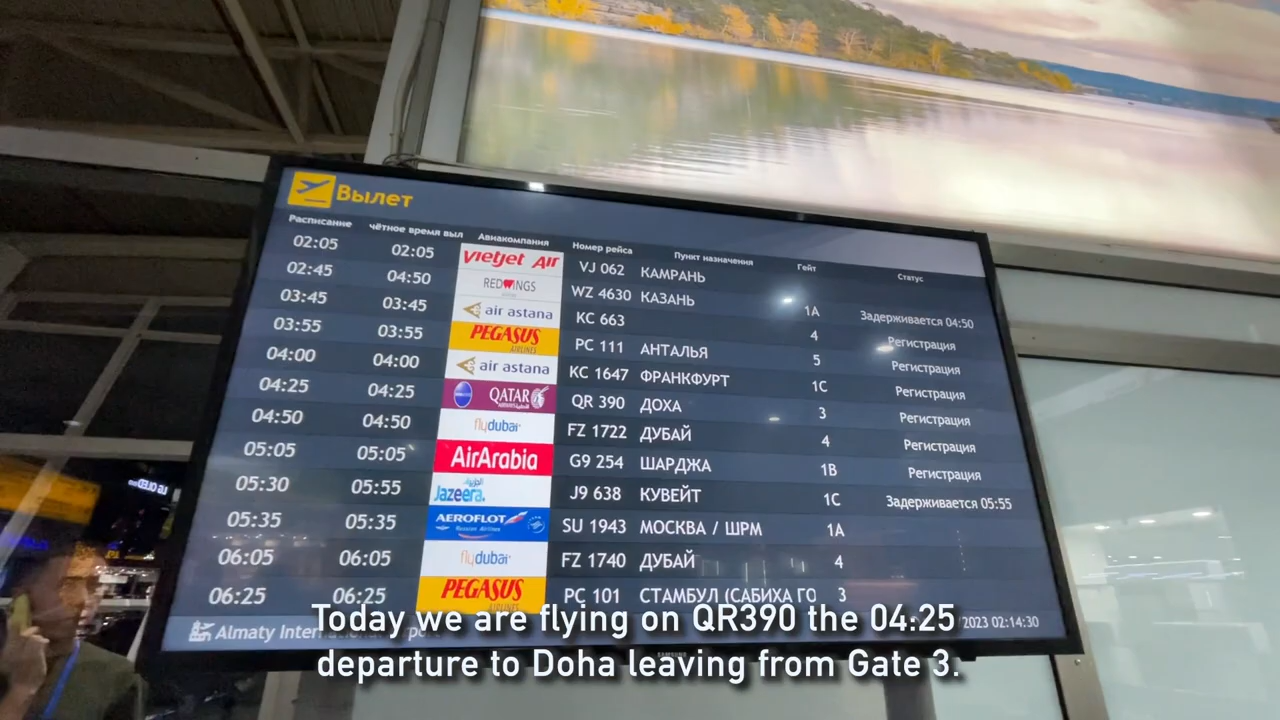 Вылет
Расписание чётное время выл Авиакомпания Номер рейса Пункт назначения Гейт Статус
02:05 02:05 vietjet Air VJ 062 КАМРАНЬ
02:45 04:50 REDWINGS WZ 4630 КАЗАНЬ 1A Задерживается 04:50
03:45 03:45 air astana KC 663 4 Регистрация
03:55 03:55 PEGASUS AIRLINES PC 111 АНТАЛЬЯ 5 Регистрация
04:00 04:00 air astana KC 1647 ФРАНКФУРТ 1C Регистрация
04:25 04:25 QATAR QR 390 ДОХА 3 Регистрация
04:50 04:50 flydubai FZ 1722 ДУБАЙ 4 Регистрация
05:05 05:05 AirArabia G9 254 ШАРДЖА 1B Регистрация
05:30 05:55 الجزيرة Jazeera. J9 638 КУВЕЙТ 1C Задерживается 05:55
05:35 05:35 AEROFLOT Russian Airlines SU 1943 МОСКВА / ШРМ 1A
06:05 06:05 flydubai FZ 1740 ДУБАЙ 4
06:25 06:25 PEGASUS PC 101 СТАМБУЛ (САБИХА ГО 3
Almaty International Airport /2023 02:14:30
SAMSUNG
Today we are flying on QR390 the 04:25
departure to Doha leaving from Gate 3.